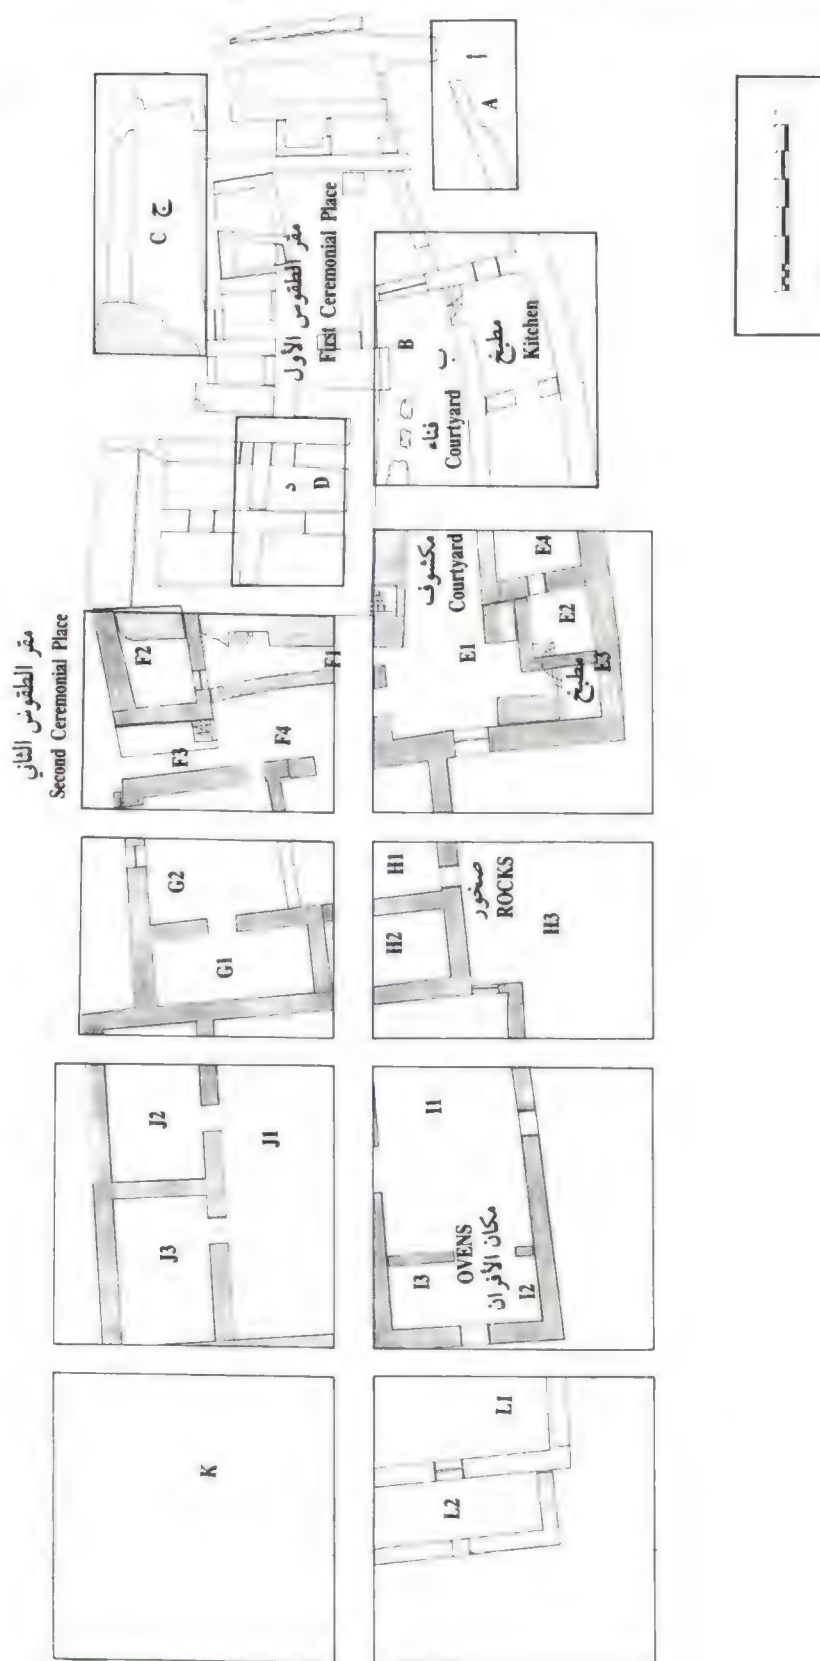 أ
A
ج C
مقر الطقوس الأول
First Ceremonial Place
B
ب
مطبخ
Kitchen
فناء
Courtyard
د
D
مقر الطقوس الثاني
Second Ceremonial Place
F2
F1
F3
F4
مكشوف
Courtyard
E4
E1
E2
مطبخ
E3
G2
G1
H1
صخور
ROCKS
H2
H3
J2
J1
J3
I1
OVENS
مكان الأفران
I3
I2
K
L1
L2